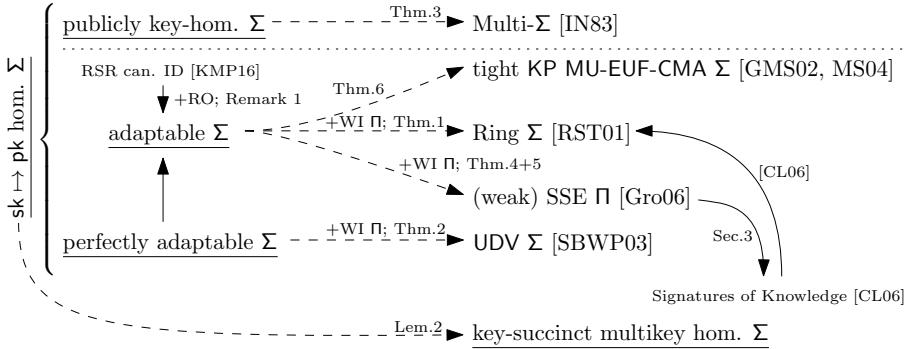 publicly key-hom. Σ
Thm.3
Multi-Σ [IN83]
RSR can. ID [KMP16]
+RO; Remark 1
Thm.6
tight KP MU-EUF-CMA Σ [GMS02, MS04]
adaptable Σ
+WI Π; Thm.1
Ring Σ [RST01]
+WI Π; Thm.4+5
[CL06]
(weak) SSE Π [Gro06]
sk ↦ pk hom. Σ
perfectly adaptable Σ
+WI Π; Thm.2
UDV Σ [SBWP03]
Sec.3
Signatures of Knowledge [CL06]
Lem.2
key-succinct multikey hom. Σ